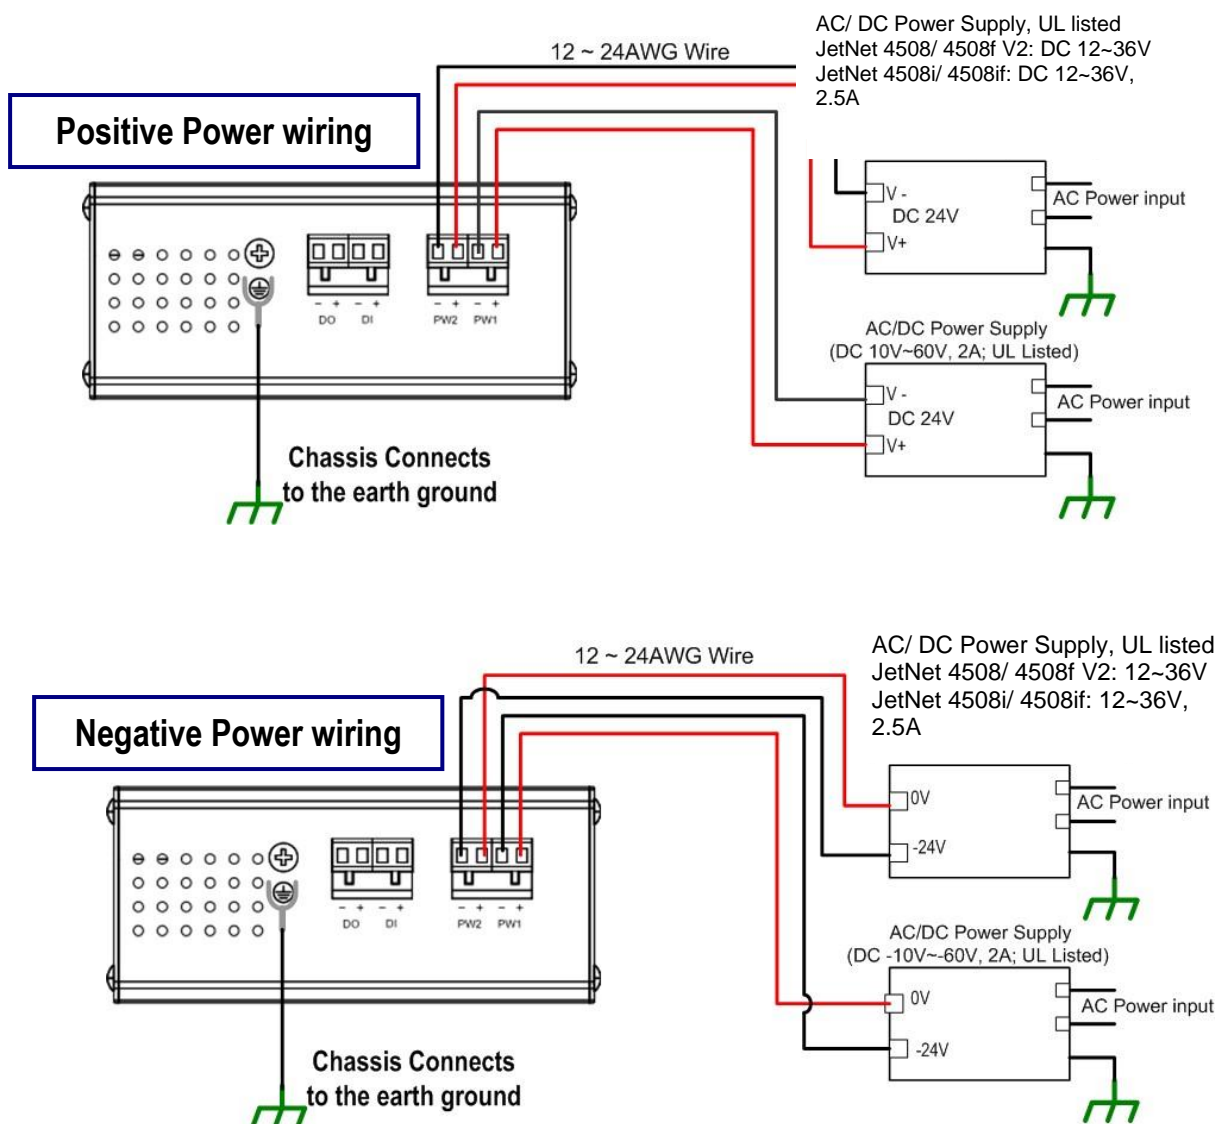 AC/ DC Power Supply, UL listed
JetNet 4508/ 4508f V2: DC 12~36V
JetNet 4508i/ 4508if: DC 12~36V,
2.5A
12 ~ 24AWG Wire
Positive Power wiring
V -
DC 24V
V+
AC Power input
- + - +
DO DI
- + - +
PW2 PW1
AC/DC Power Supply
(DC 10V~60V, 2A; UL Listed)
V -
DC 24V
V+
AC Power input
Chassis Connects
to the earth ground
AC/ DC Power Supply, UL listed
JetNet 4508/ 4508f V2: 12~36V
JetNet 4508i/ 4508if: 12~36V,
2.5A
12 ~ 24AWG Wire
Negative Power wiring
0V
-24V
AC Power input
- + - +
DO DI
- + - +
PW2 PW1
AC/DC Power Supply
(DC -10V~-60V, 2A; UL Listed)
0V
-24V
AC Power input
Chassis Connects
to the earth ground